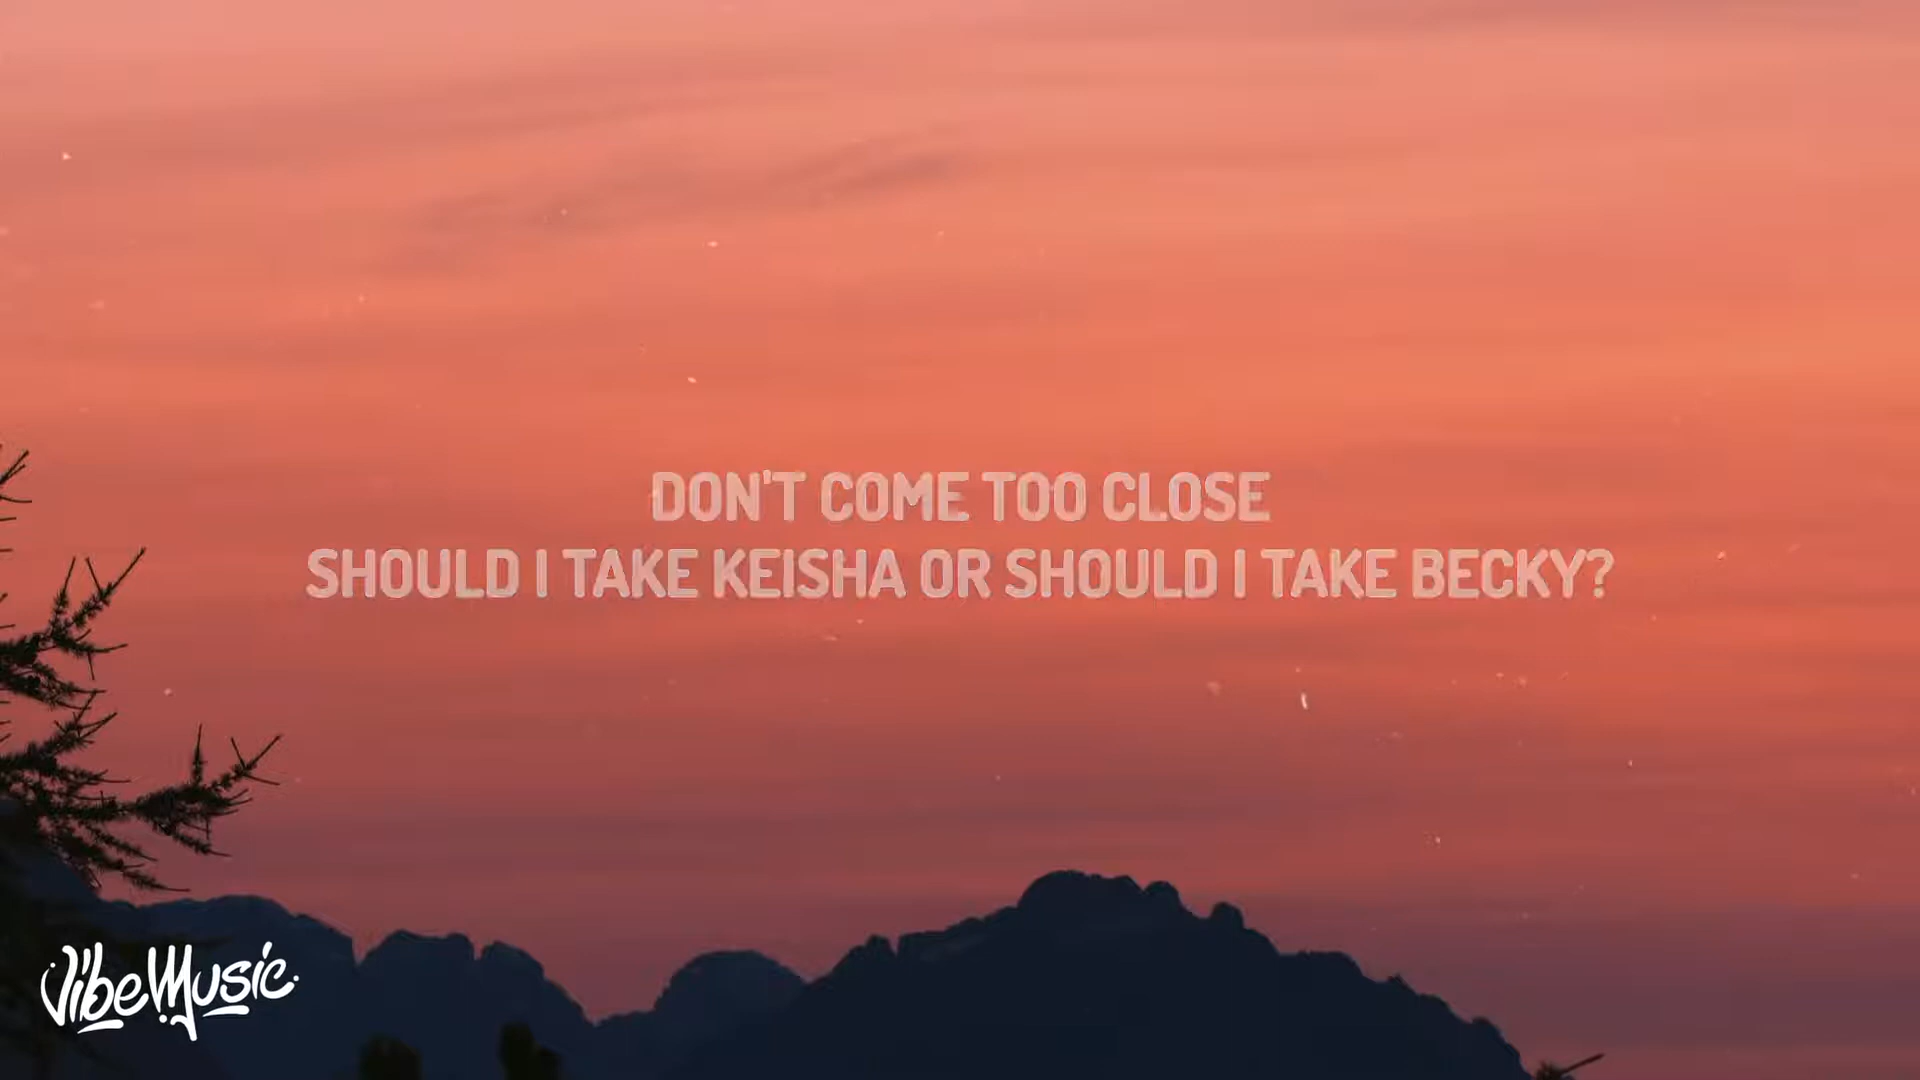 DON'T COME TOO CLOSE
SHOULD I TAKE KEISHA OR SHOULD I TAKE BECKY?
VibeMusic